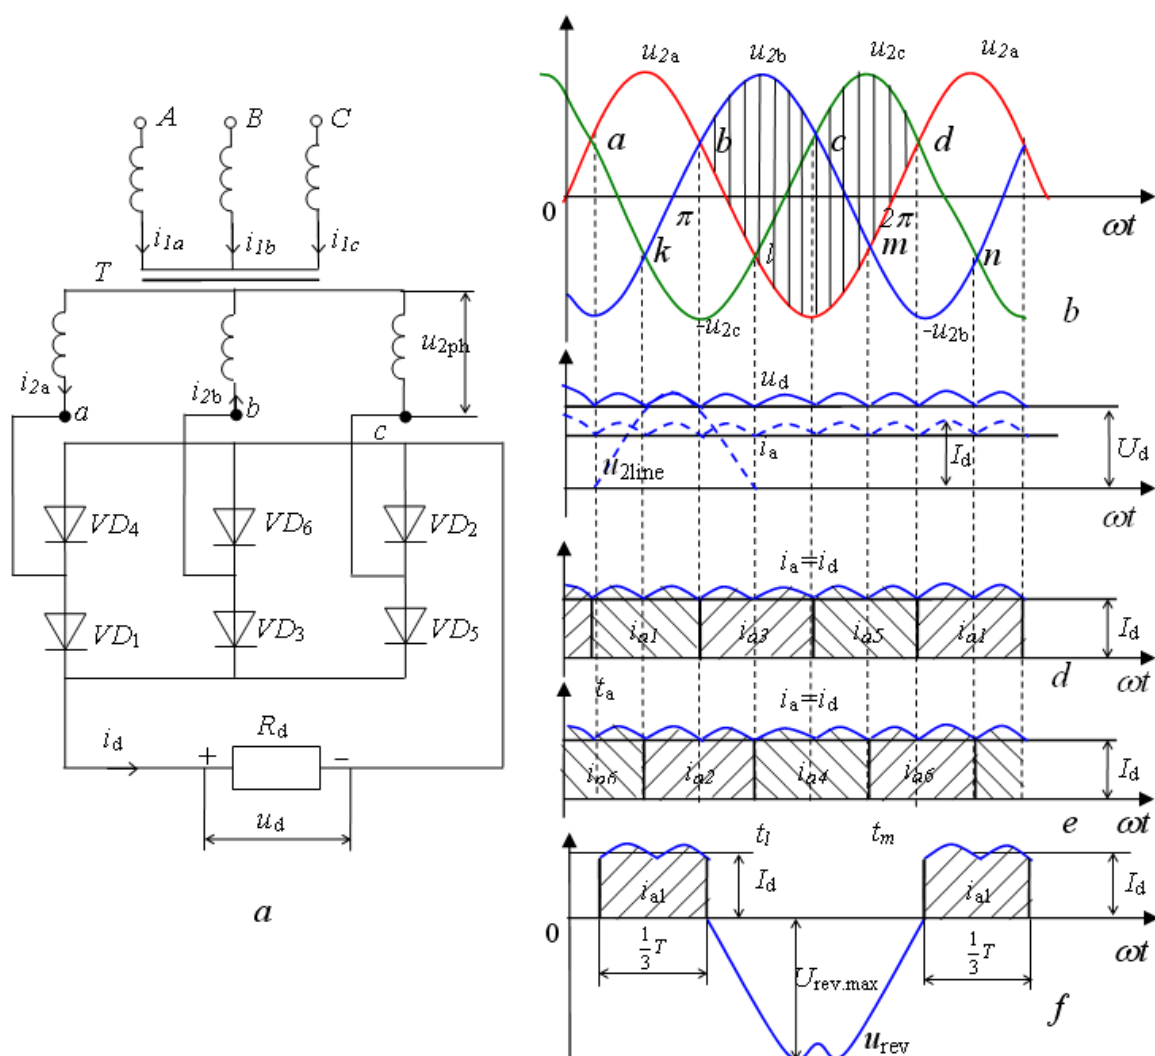 A B C
i1a i1b i1c
T
u2ph
i2a i2b
a b c
VD4 VD6 VD2
VD1 VD3 VD5
id + Rd −
ud
a
u2a u2b u2c u2a
a b c d
0 π 2π ωt
k l m n
-u2c -u2b b
ud
ia Id Ud
u2line
ωt
ia=id
ia1 ia3 ia5 ia1 Id
d ωt
ta
ia=id
ia6 ia2 ia4 ia6 Id
e ωt
tl tm
ia1 Id Id
0 ωt
1/3 T 1/3 T
Urev.max
urev f